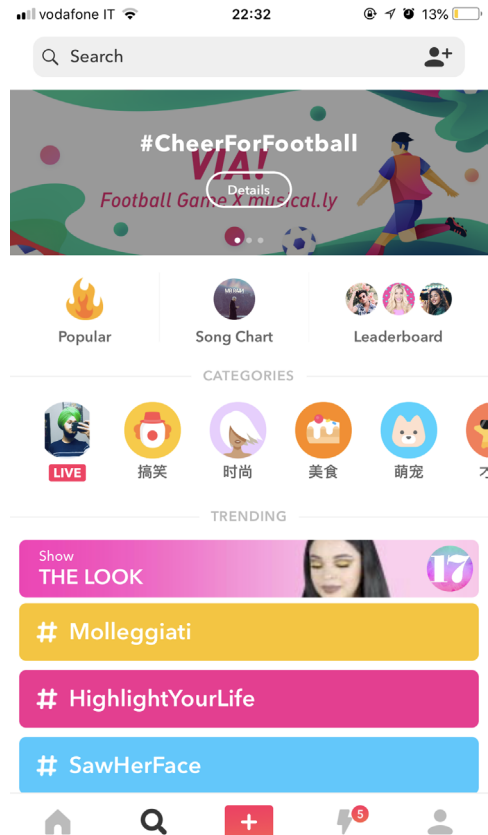 vodafone IT
22:32
13%
Search
#CheerForFootball
VIA!
Details
Football Game X musical.ly
Popular
Song Chart
Leaderboard
CATEGORIES
LIVE
搞笑
时尚
美食
萌宠
TRENDING
Show
THE LOOK
17
# Molleggiati
# HighlightYourLife
# SawHerFace
+
5